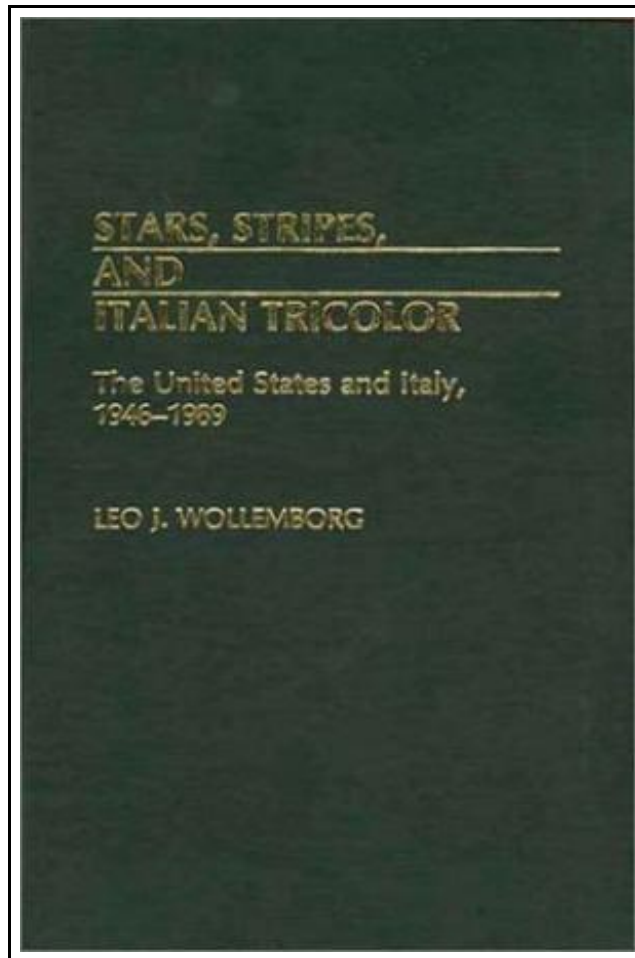 STARS, STRIPES,
AND
ITALIAN TRICOLOR
The United States and Italy,
1946–1989
LEO J. WOLLEMBORG